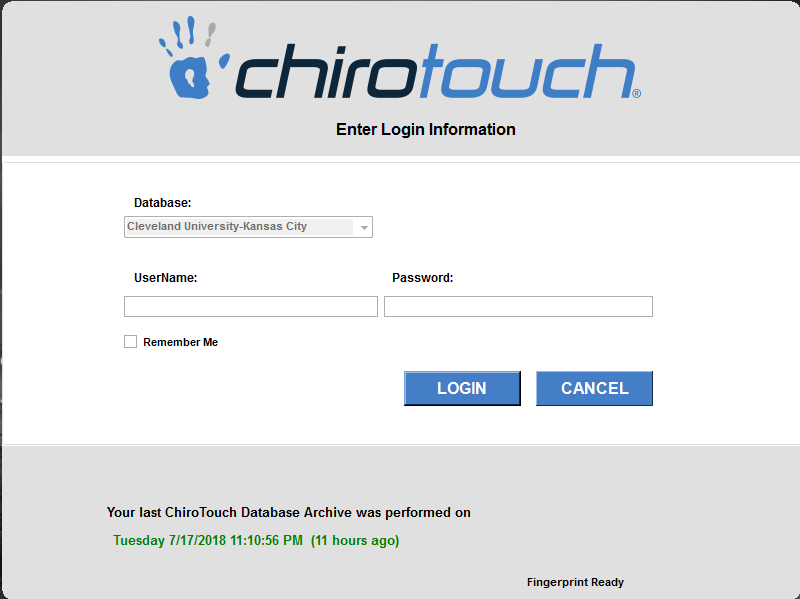 chirotouch®
Enter Login Information
Database:
Cleveland University-Kansas City
UserName: Password:
Remember Me
LOGIN CANCEL
Your last ChiroTouch Database Archive was performed on
Tuesday 7/17/2018 11:10:56 PM (11 hours ago)
Fingerprint Ready